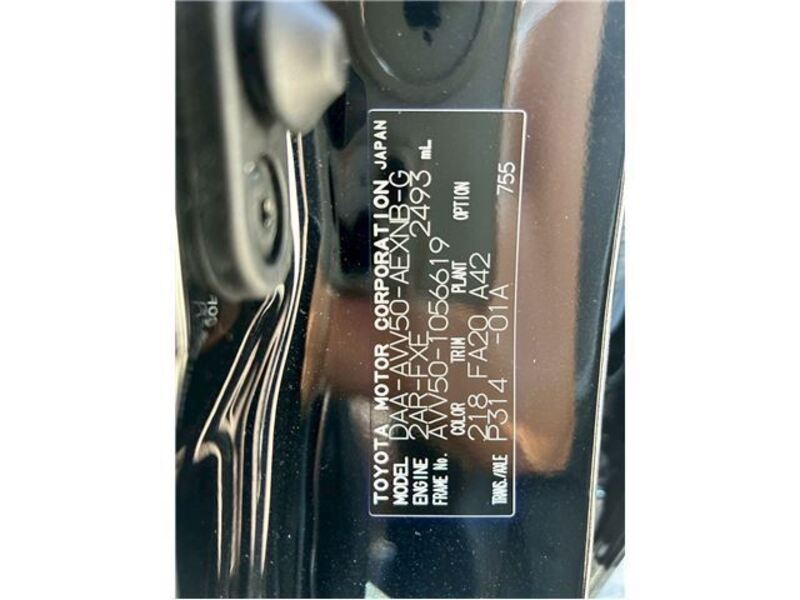 TOYOTA MOTOR CORPORATION JAPAN
MODEL DAA-AVV50-AEXNB-G
ENGINE 2AR-FXE 2493 mL
FRAME No. AVV50-1056619
COLOR TRIM PLANT OPTION
218 FA20 A42
TRANS./AXLE P314 -01A 755